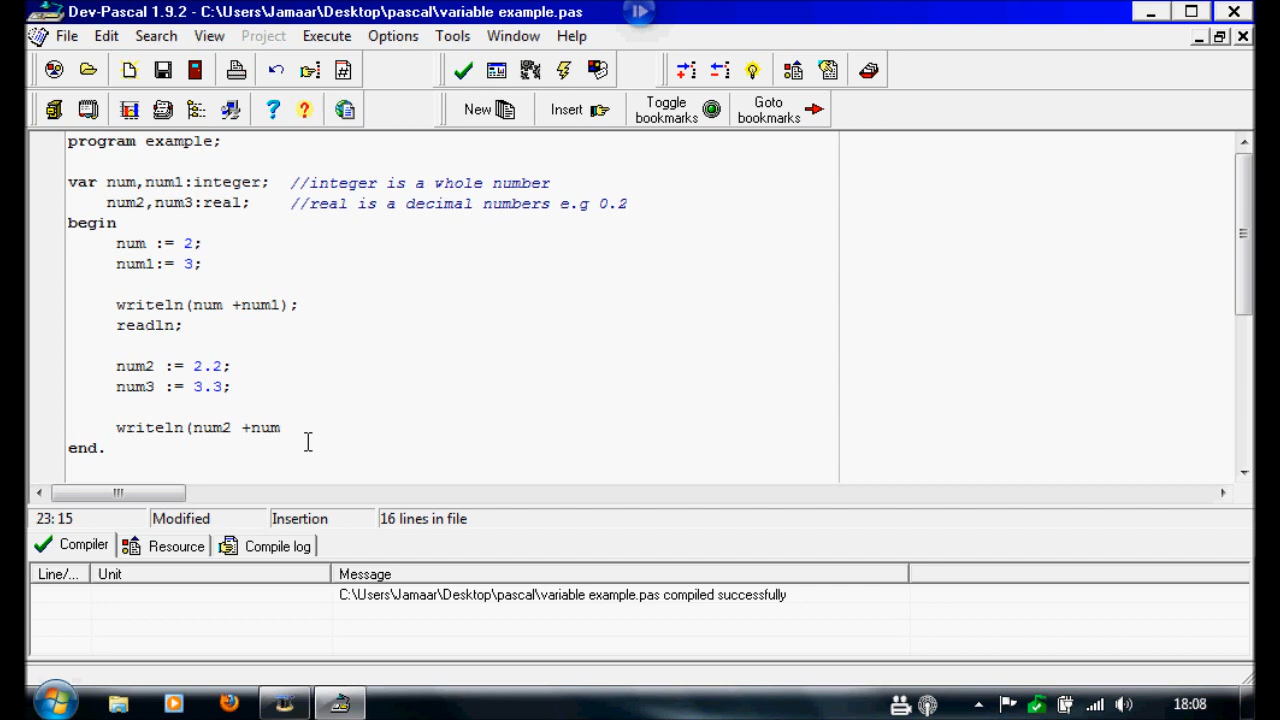 Dev-Pascal 1.9.2 - C:\Users\Jamaar\Desktop\pascal\variable example.pas
File Edit Search View Project Execute Options Tools Window Help
New Insert Toggle bookmarks Goto bookmarks
program example;
var num,num1:integer; //integer is a whole number
num2,num3:real; //real is a decimal numbers e.g 0.2
begin
num := 2;
num1:= 3;
writeln(num +num1);
readln;
num2 := 2.2;
num3 := 3.3;
writeln(num2 +num
end.
23:15 Modified Insertion 16 lines in file
Compiler Resource Compile log
Line/... Unit Message
C:\Users\Jamaar\Desktop\pascal\variable example.pas compiled successfully
18:08